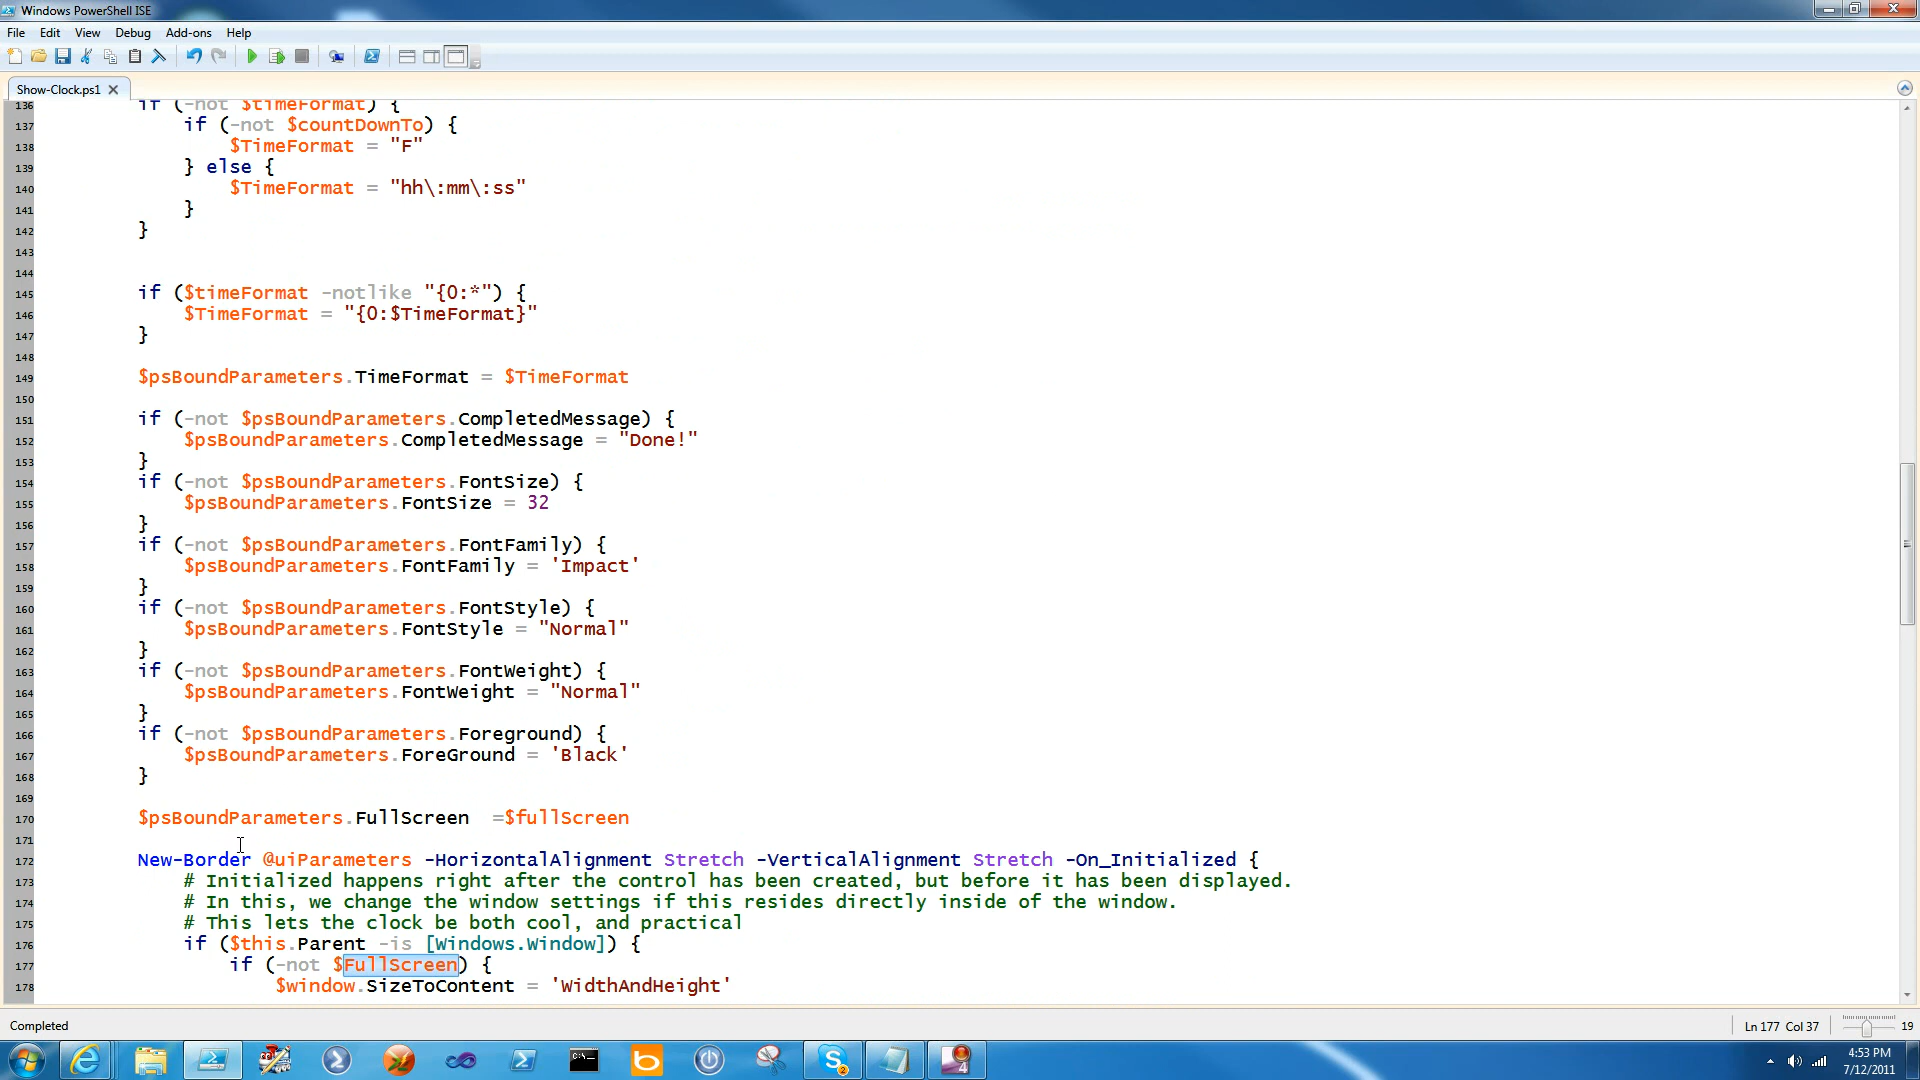 Windows PowerShell ISE
File Edit View Debug Add-ons Help
Show-Clock.ps1
136 if (-not $timeFormat) {
137 if (-not $countDownTo) {
138 $TimeFormat = "F"
139 } else {
140 $TimeFormat = "hh\:mm\:ss"
141 }
142 }
143
144
145 if ($timeFormat -notlike "{0:*") {
146 $TimeFormat = "{0:$TimeFormat}"
147 }
148
149 $psBoundParameters.TimeFormat = $TimeFormat
150
151 if (-not $psBoundParameters.CompletedMessage) {
152 $psBoundParameters.CompletedMessage = "Done!"
153 }
154 if (-not $psBoundParameters.FontSize) {
155 $psBoundParameters.FontSize = 32
156 }
157 if (-not $psBoundParameters.FontFamily) {
158 $psBoundParameters.FontFamily = 'Impact'
159 }
160 if (-not $psBoundParameters.FontStyle) {
161 $psBoundParameters.FontStyle = "Normal"
162 }
163 if (-not $psBoundParameters.FontWeight) {
164 $psBoundParameters.FontWeight = "Normal"
165 }
166 if (-not $psBoundParameters.Foreground) {
167 $psBoundParameters.ForeGround = 'Black'
168 }
169
170 $psBoundParameters.FullScreen  =$fullScreen
171
172 New-Border @uiParameters -HorizontalAlignment Stretch -VerticalAlignment Stretch -On_Initialized {
173 # Initialized happens right after the control has been created, but before it has been displayed.
174 # In this, we change the window settings if this resides directly inside of the window.
175 # This lets the clock be both cool, and practical
176 if ($this.Parent -is [Windows.Window]) {
177 if (-not $FullScreen) {
178 $window.SizeToContent = 'WidthAndHeight'
Completed Ln 177 Col 37 19
4:53 PM
7/12/2011